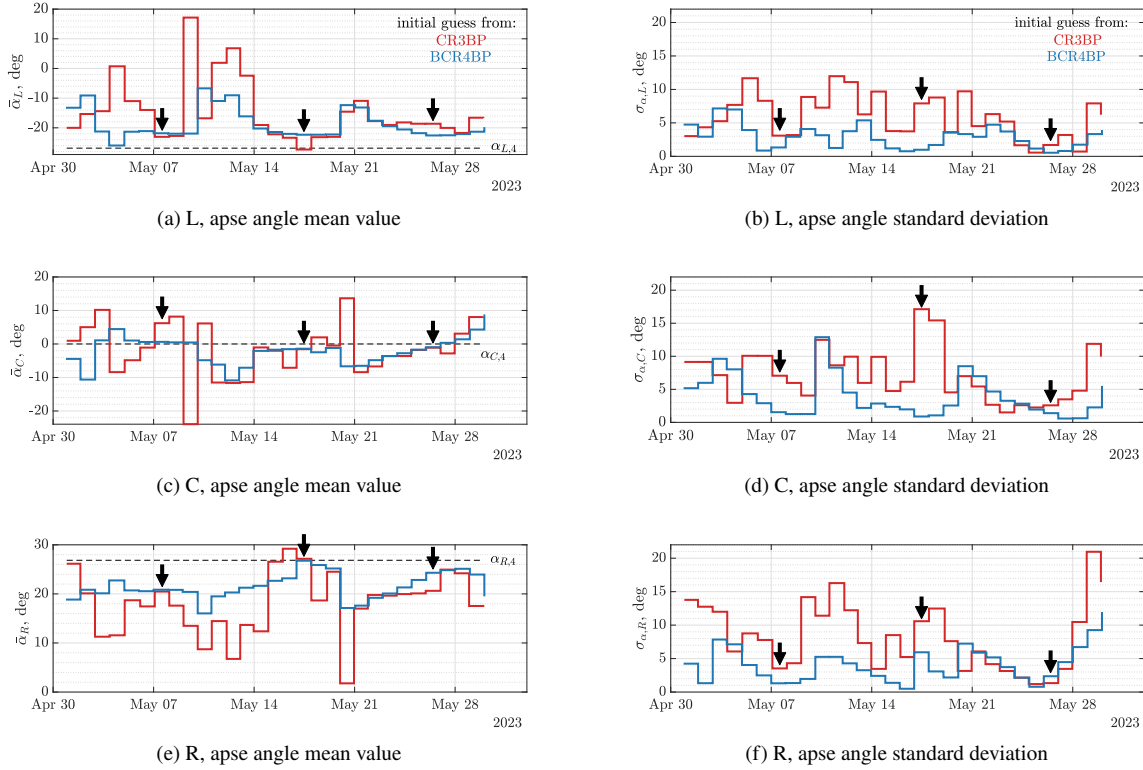 20
10
0
-10
-20
ᾱ_L, deg
initial guess from:
CR3BP
BCR4BP
α_{L,4}
Apr 30
May 07
May 14
May 21
May 28
2023
(a) L, apse angle mean value
20
15
10
5
0
σ_{α,L}, deg
initial guess from:
CR3BP
BCR4BP
Apr 30
May 07
May 14
May 21
May 28
2023
(b) L, apse angle standard deviation
20
10
0
-10
-20
ᾱ_C, deg
α_{C,4}
Apr 30
May 07
May 14
May 21
May 28
2023
(c) C, apse angle mean value
20
15
10
5
0
σ_{α,C}, deg
Apr 30
May 07
May 14
May 21
May 28
2023
(d) C, apse angle standard deviation
30
20
10
0
ᾱ_R, deg
α_{R,4}
Apr 30
May 07
May 14
May 21
May 28
2023
(e) R, apse angle mean value
20
15
10
5
0
σ_{α,R}, deg
Apr 30
May 07
May 14
May 21
May 28
2023
(f) R, apse angle standard deviation